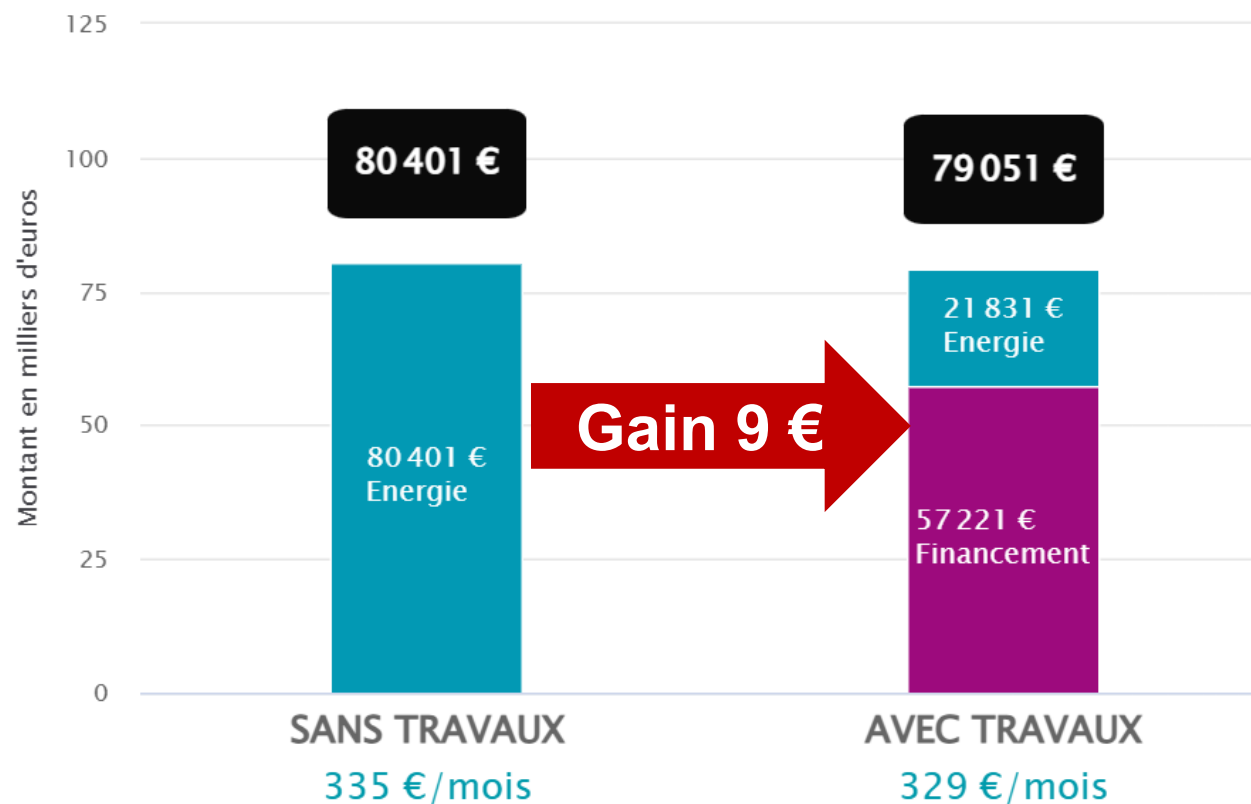 Montant en milliers d'euros
125
100
75
50
25
0
80 401 €
79 051 €
80 401 €
Energie
Gain 9 €
21 831 €
Energie
57 221 €
Financement
SANS TRAVAUX
335 €/mois
AVEC TRAVAUX
329 €/mois